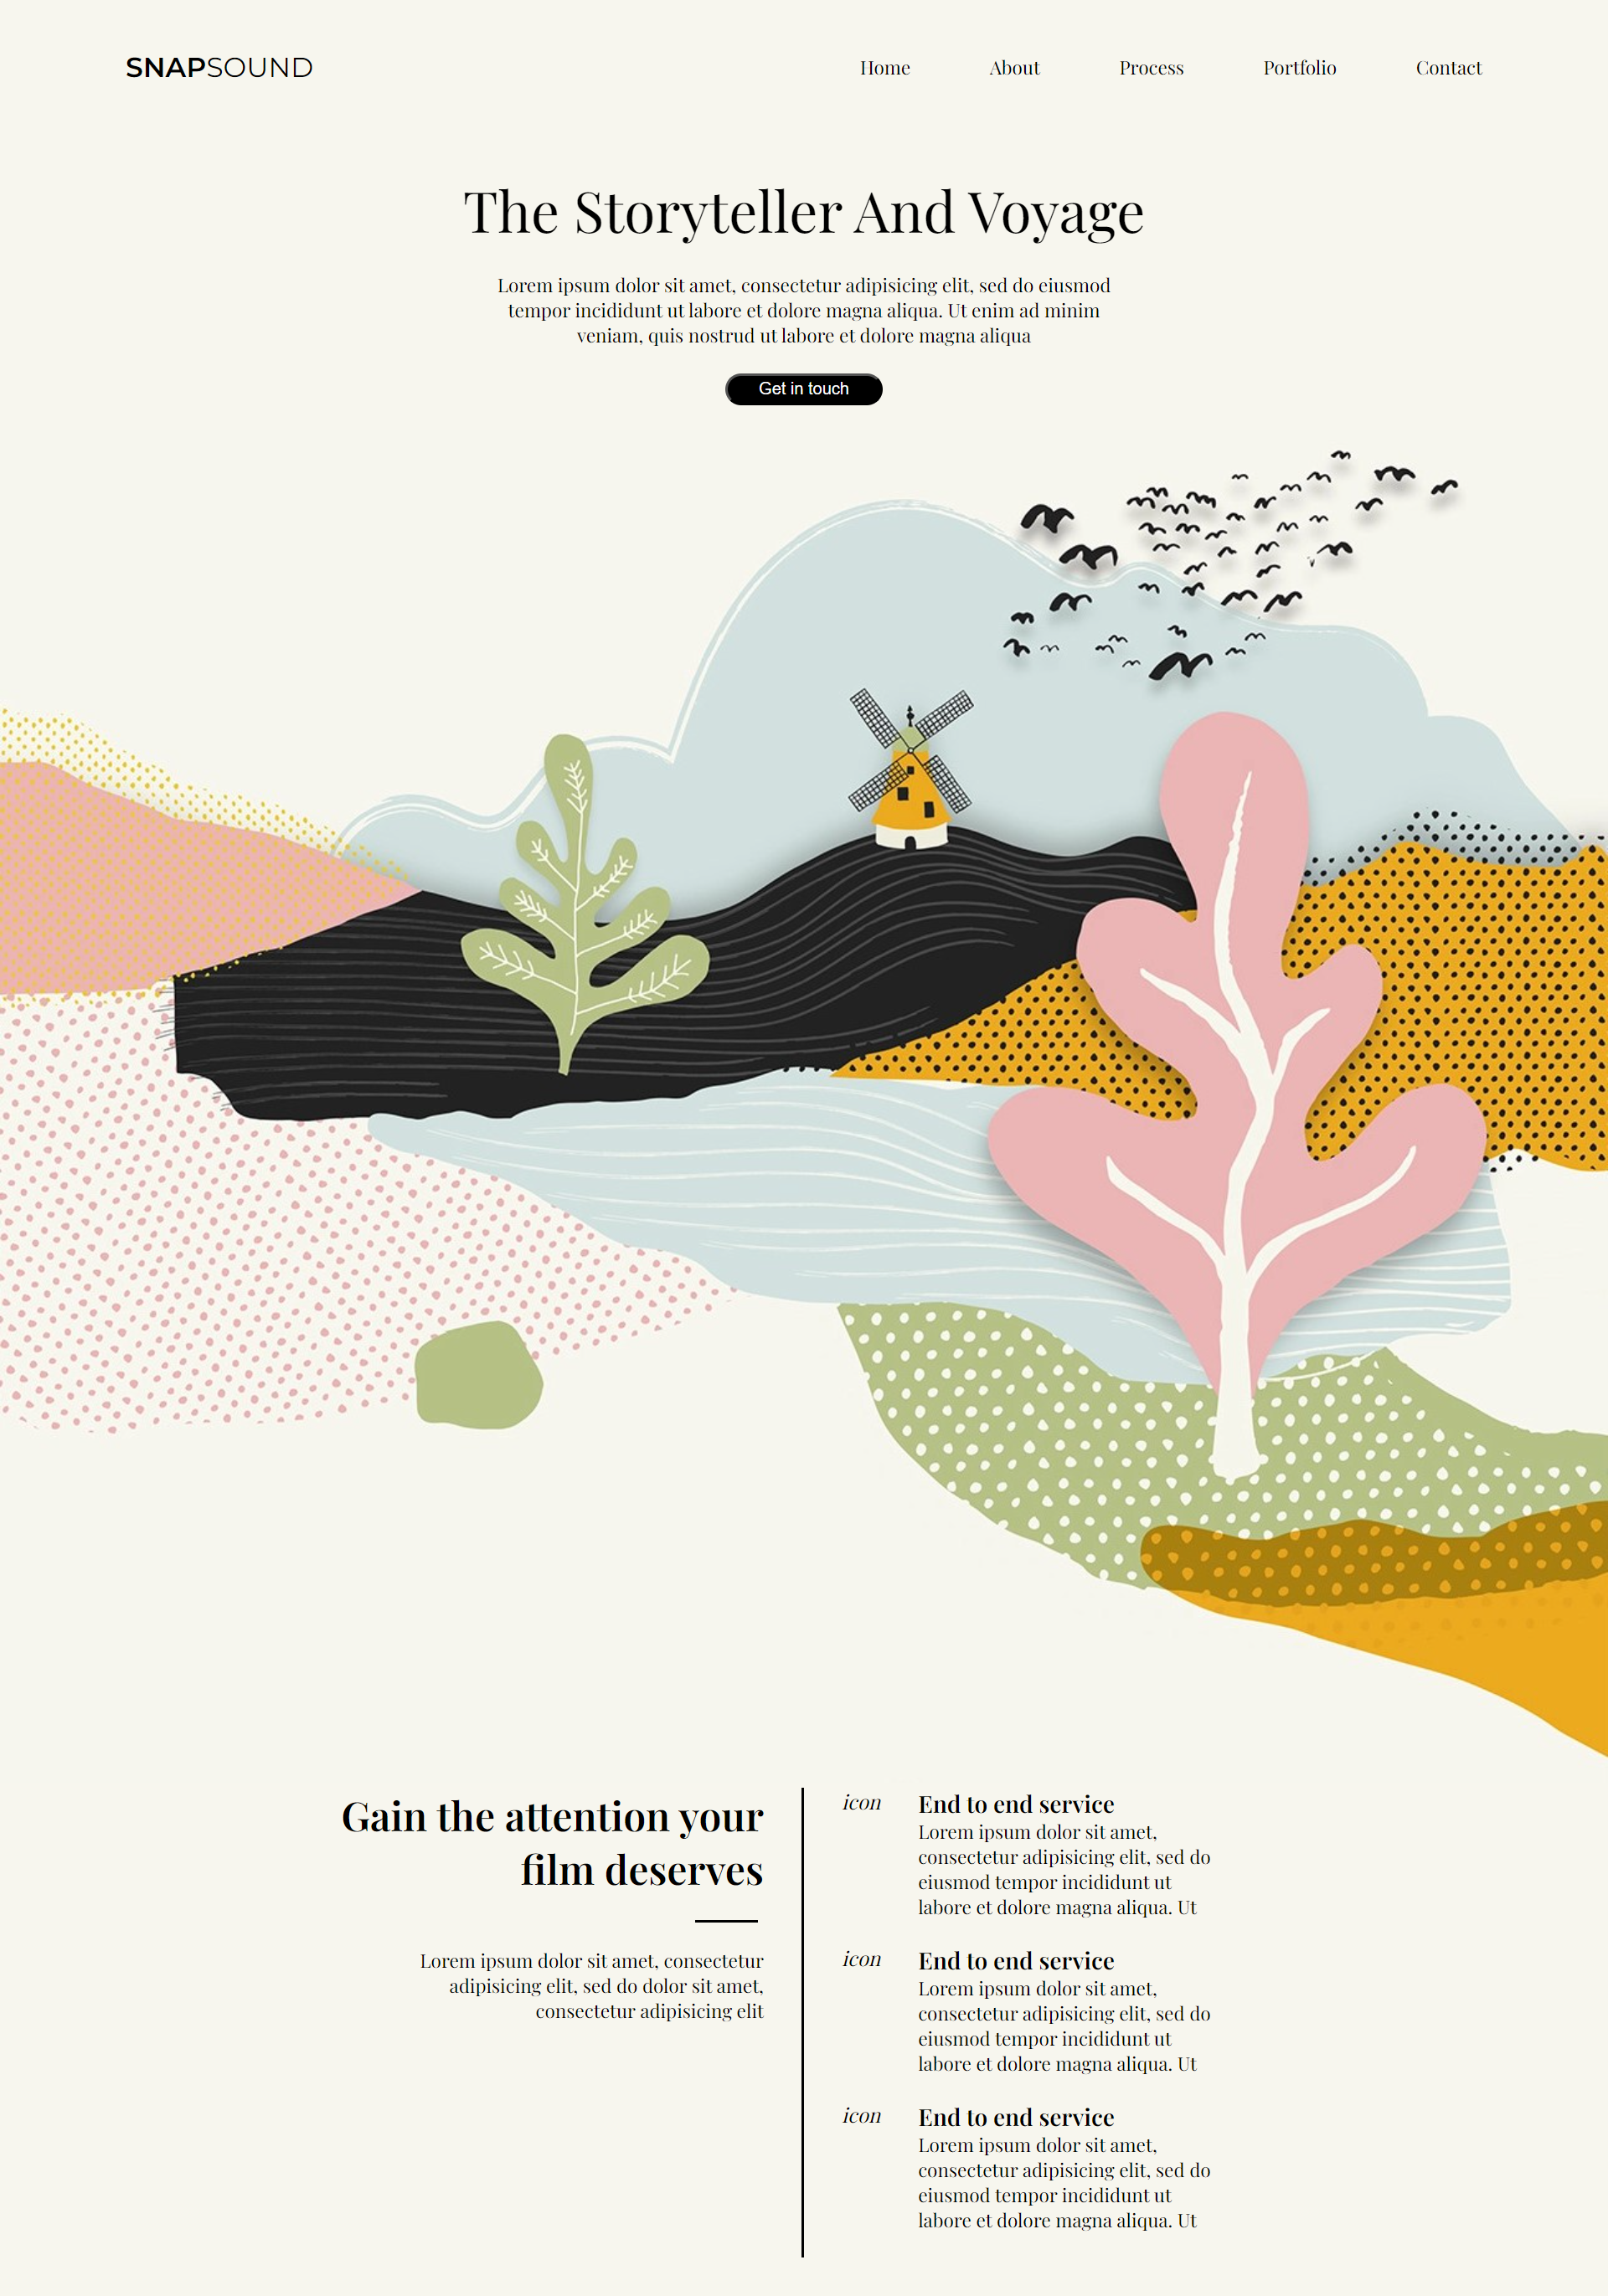 SNAPSOUND
Home About Process Portfolio Contact
The Storyteller And Voyage
Lorem ipsum dolor sit amet, consectetur adipisicing elit, sed do eiusmod
tempor incididunt ut labore et dolore magna aliqua. Ut enim ad minim
veniam, quis nostrud ut labore et dolore magna aliqua
Get in touch
Gain the attention your
film deserves
Lorem ipsum dolor sit amet, consectetur
adipisicing elit, sed do dolor sit amet,
consectetur adipisicing elit
icon
End to end service
Lorem ipsum dolor sit amet,
consectetur adipisicing elit, sed do
eiusmod tempor incididunt ut
labore et dolore magna aliqua. Ut
icon
End to end service
Lorem ipsum dolor sit amet,
consectetur adipisicing elit, sed do
eiusmod tempor incididunt ut
labore et dolore magna aliqua. Ut
icon
End to end service
Lorem ipsum dolor sit amet,
consectetur adipisicing elit, sed do
eiusmod tempor incididunt ut
labore et dolore magna aliqua. Ut